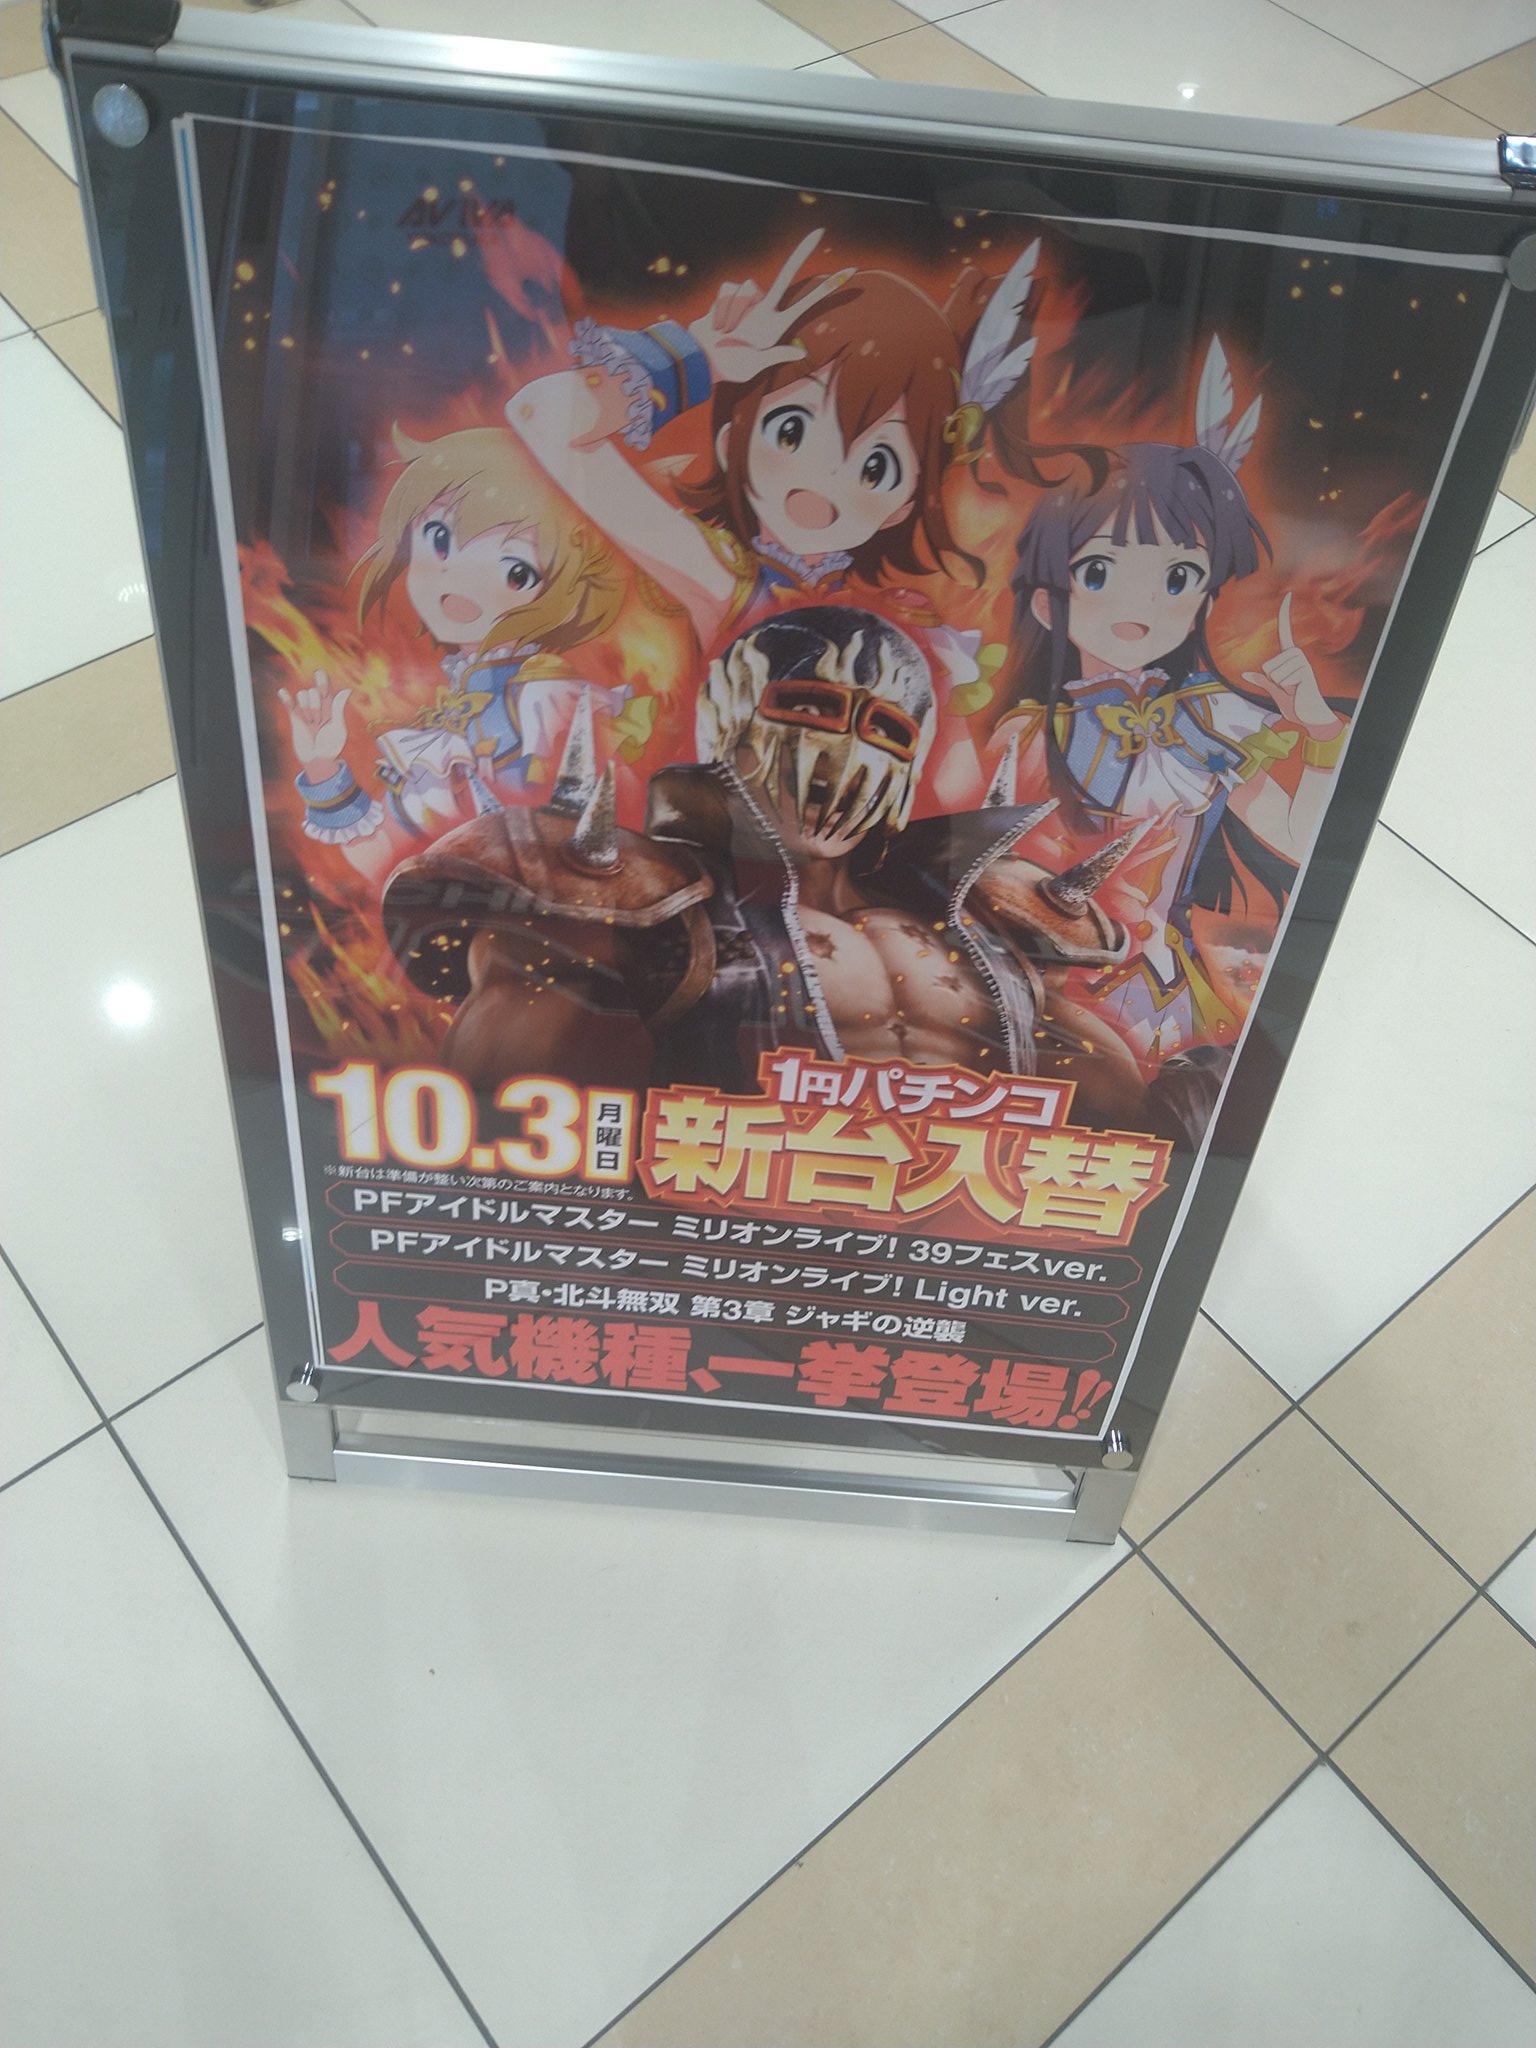 AVIVA
10.3
月曜日
1円パチンコ
新台入替
※新台は準備が整い次第のご案内となります。
PFアイドルマスター ミリオンライブ! 39フェスver.
PFアイドルマスター ミリオンライブ! Light ver.
P真・北斗無双 第3章 ジャギの逆襲
人気機種、一挙登場!!